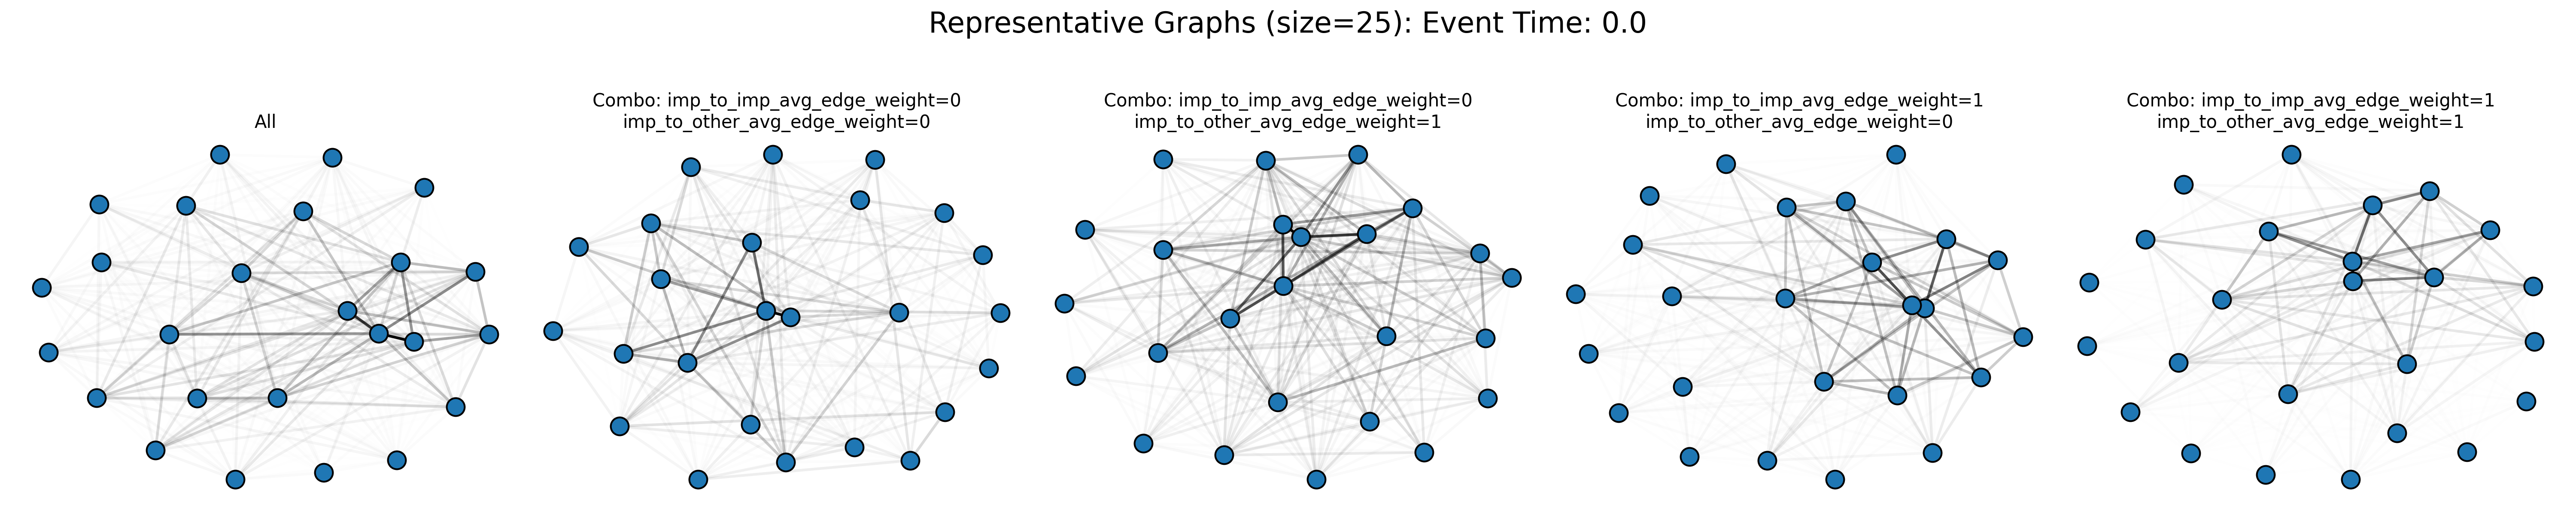 Representative Graphs (size=25): Event Time: 0.0
All
Combo: imp_to_imp_avg_edge_weight=0
imp_to_other_avg_edge_weight=0
Combo: imp_to_imp_avg_edge_weight=0
imp_to_other_avg_edge_weight=1
Combo: imp_to_imp_avg_edge_weight=1
imp_to_other_avg_edge_weight=0
Combo: imp_to_imp_avg_edge_weight=1
imp_to_other_avg_edge_weight=1